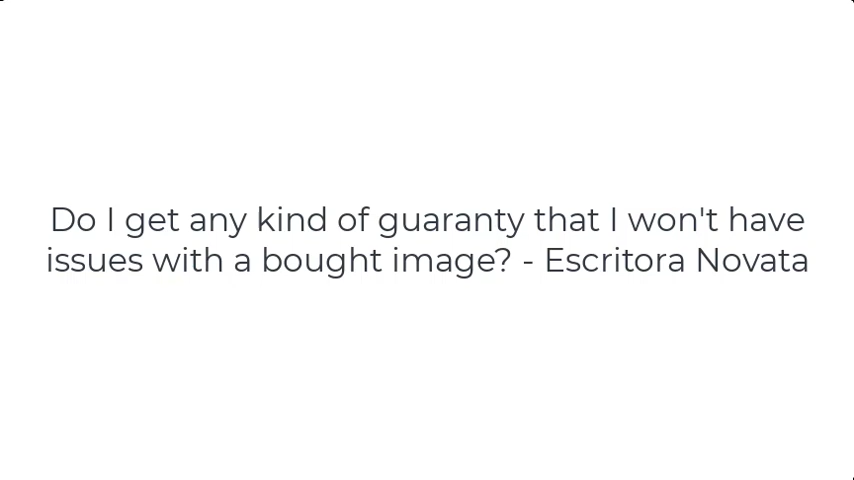 Do I get any kind of guaranty that I won't have
issues with a bought image? - Escritora Novata